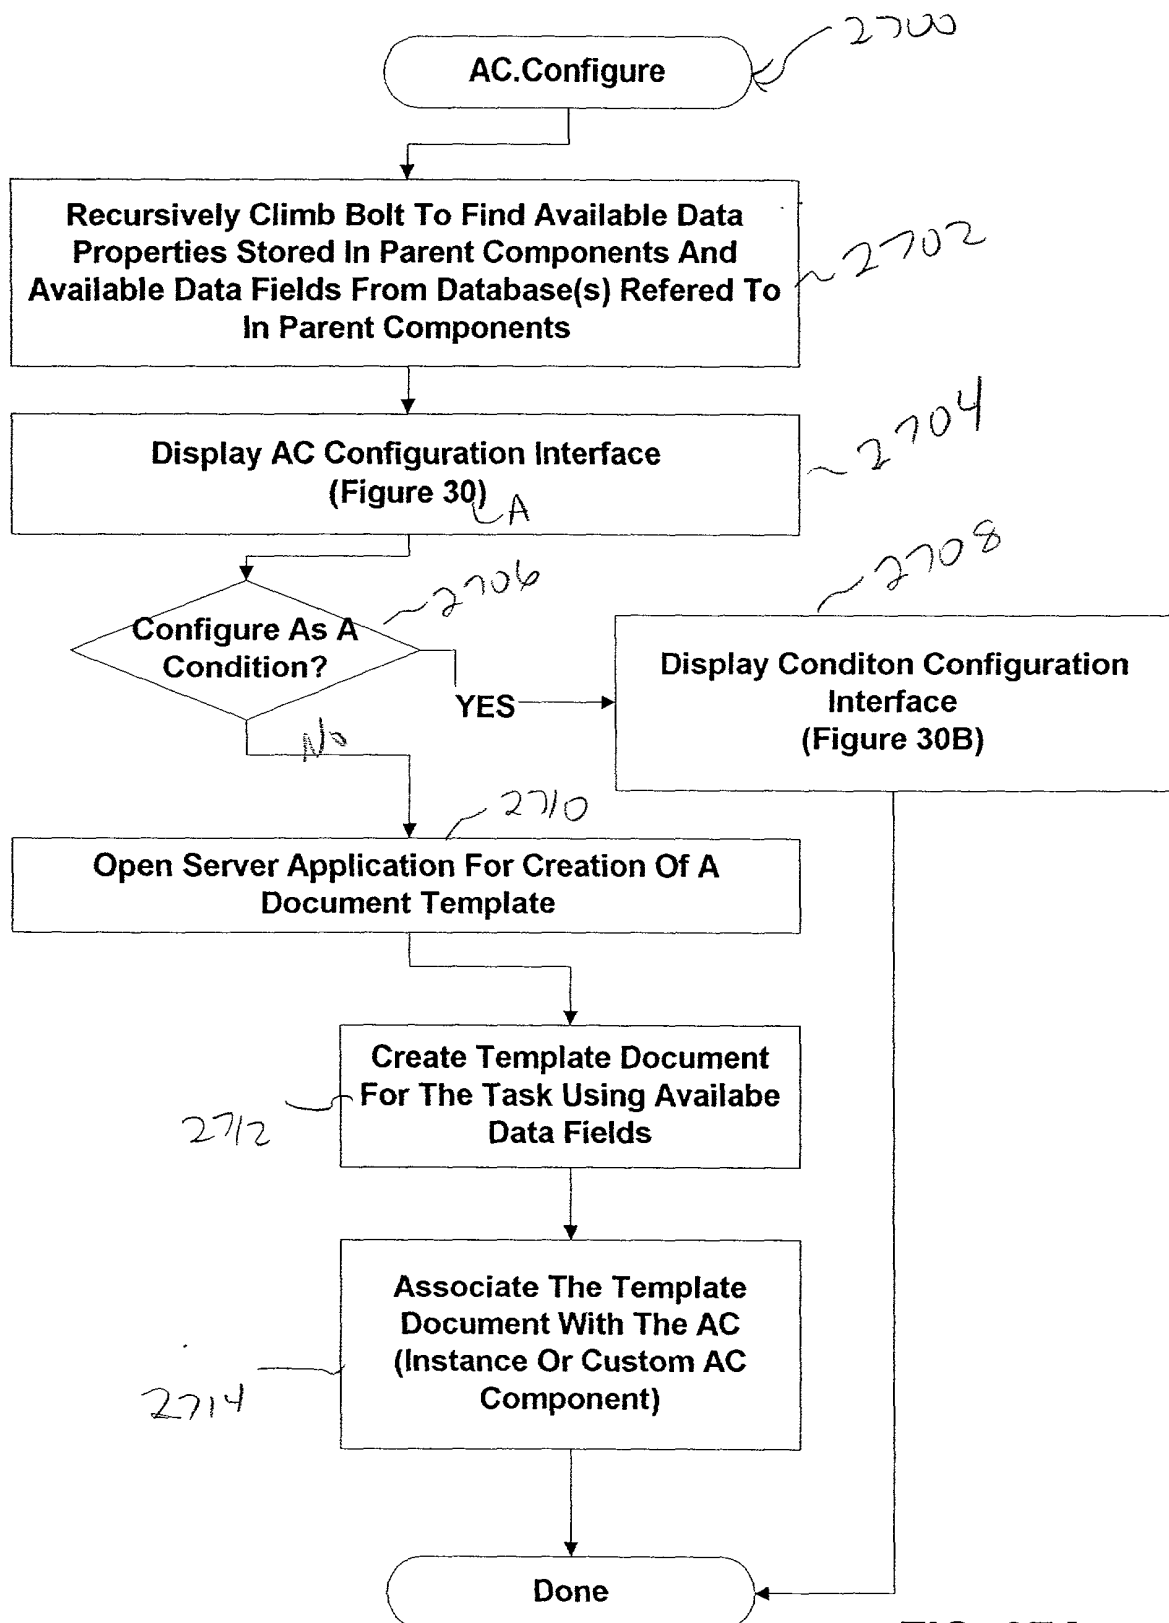 2700
AC.Configure
Recursively Climb Bolt To Find Available Data
Properties Stored In Parent Components And
Available Data Fields From Database(s) Refered To
In Parent Components
2702
Display AC Configuration Interface
(Figure 30)
A
2704
2706
Configure As A
Condition?
YES
No
2708
Display Conditon Configuration
Interface
(Figure 30B)
2710
Open Server Application For Creation Of A
Document Template
Create Template Document
For The Task Using Availabe
Data Fields
2712
Associate The Template
Document With The AC
(Instance Or Custom AC
Component)
2714
Done